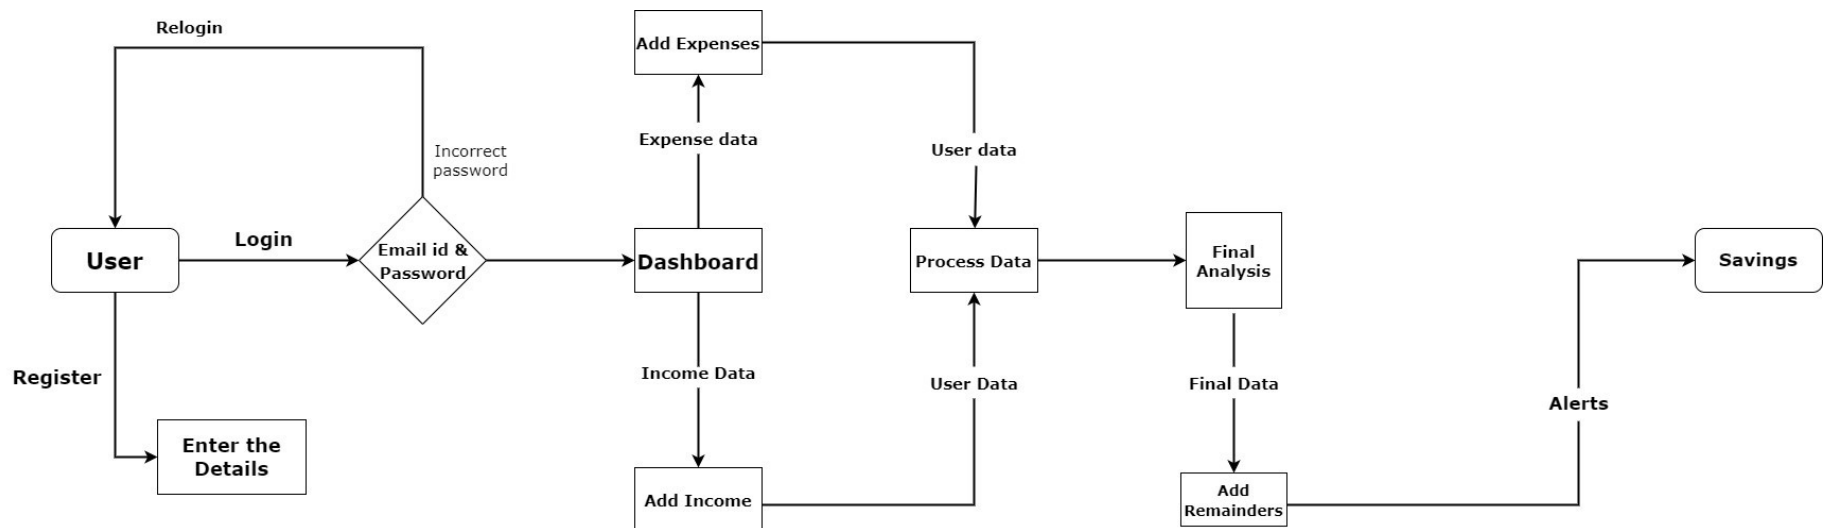 Relogin
Add Expenses
Incorrect
password
Expense data
User data
User
Login
Email id &
Password
Dashboard
Process Data
Final
Analysis
Savings
Register
Income Data
User Data
Final Data
Alerts
Enter the
Details
Add Income
Add
Remainders